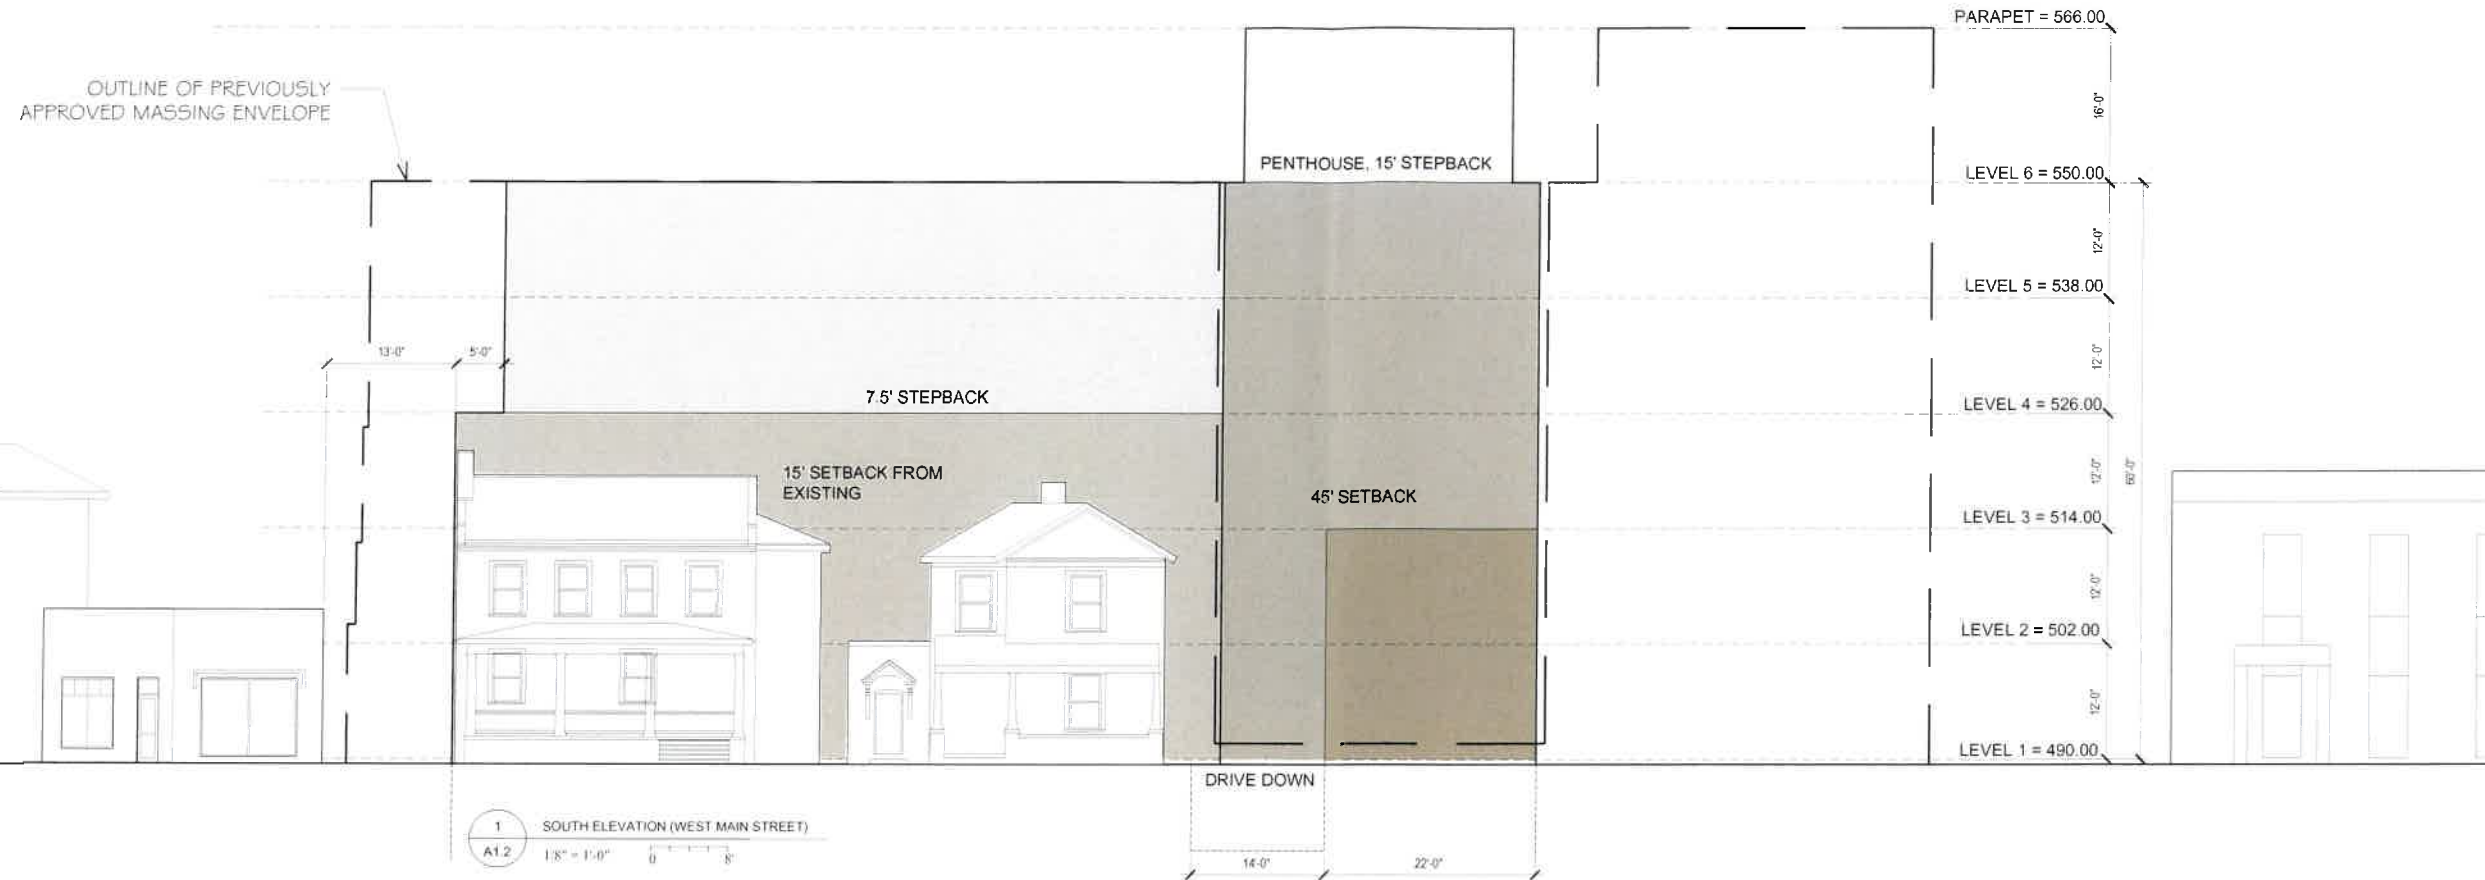 PARAPET = 566.00
OUTLINE OF PREVIOUSLY
APPROVED MASSING ENVELOPE
16'-0"
PENTHOUSE, 15' STEPBACK
LEVEL 6 = 550.00
12'-0"
LEVEL 5 = 538.00
13'-0"
5'-0"
12'-0"
7.5' STEPBACK
LEVEL 4 = 526.00
15' SETBACK FROM
EXISTING
12'-0"
60'-0"
45' SETBACK
LEVEL 3 = 514.00
12'-0"
LEVEL 2 = 502.00
12'-0"
LEVEL 1 = 490.00
DRIVE DOWN
1
A1.2
SOUTH ELEVATION (WEST MAIN STREET)
1/8" = 1'-0"
0 8'
14'-0"
22'-0"